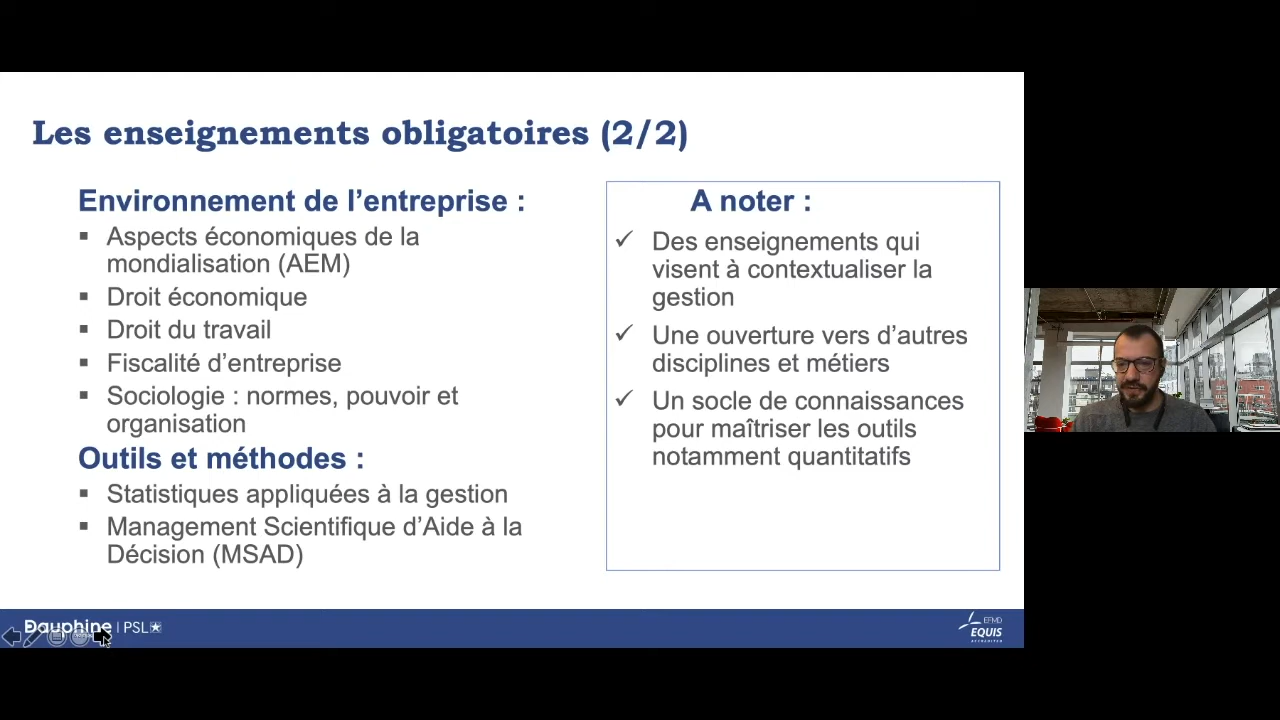 Les enseignements obligatoires (2/2)
Environnement de l’entreprise :
Aspects économiques de la
mondialisation (AEM)
Droit économique
Droit du travail
Fiscalité d’entreprise
Sociologie : normes, pouvoir et
organisation
Outils et méthodes :
Statistiques appliquées à la gestion
Management Scientifique d’Aide à la
Décision (MSAD)
A noter :
Des enseignements qui
visent à contextualiser la
gestion
Une ouverture vers d’autres
disciplines et métiers
Un socle de connaissances
pour maîtriser les outils
notamment quantitatifs
Dauphine | PSL
EFMD
EQUIS
ACCREDITED